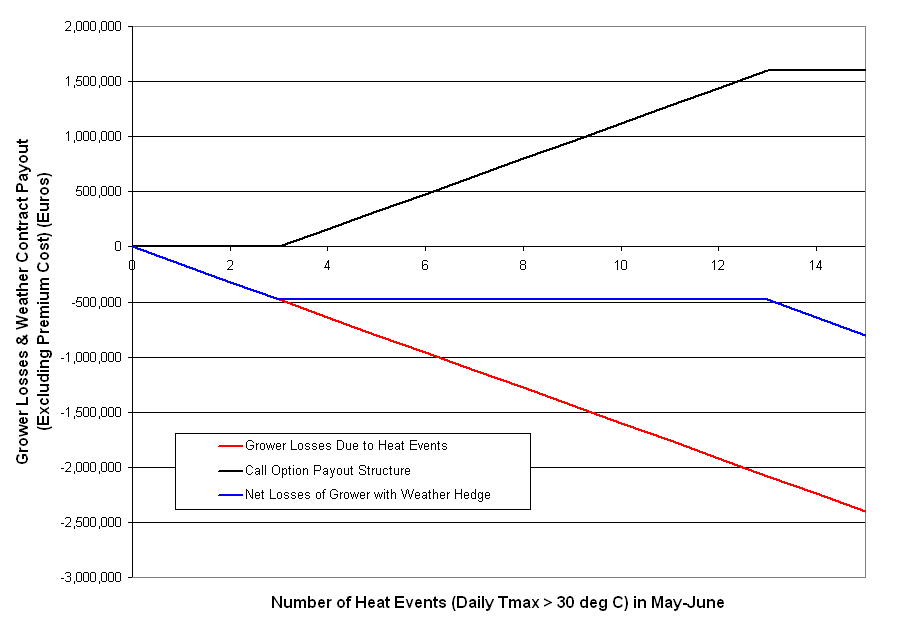 Grower Losses & Weather Contract Payout
(Excluding Premium Cost) (Euros)
2,000,000
1,500,000
1,000,000
500,000
0
-500,000
-1,000,000
-1,500,000
-2,000,000
-2,500,000
-3,000,000
0 2 4 6 8 10 12 14
Grower Losses Due to Heat Events
Call Option Payout Structure
Net Losses of Grower with Weather Hedge
Number of Heat Events (Daily Tmax > 30 deg C) in May-June